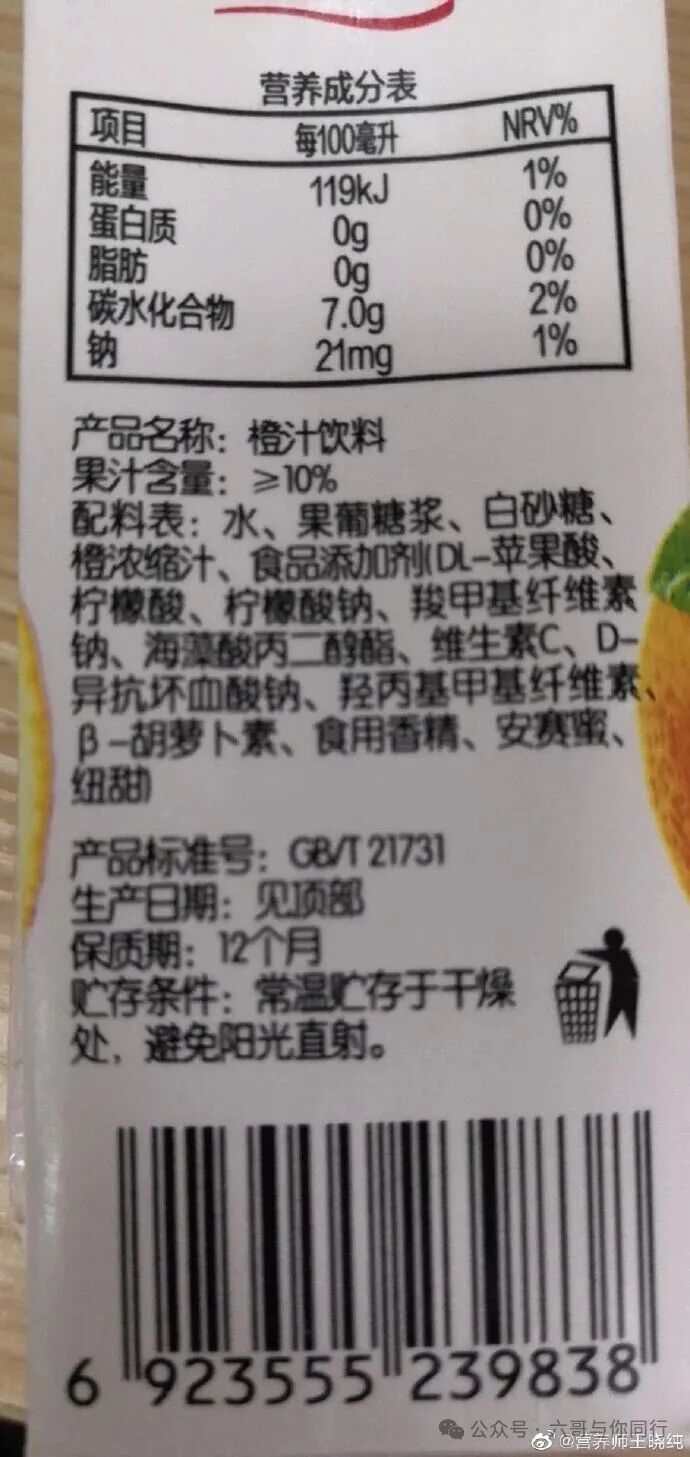 营养成分表
项目 每100毫升 NRV%
能量 119kJ 1%
蛋白质 0g 0%
脂肪 0g 0%
碳水化合物 7.0g 2%
钠 21mg 1%
产品名称：橙汁饮料
果汁含量：≥10%
配料表：水、果葡糖浆、白砂糖、
橙浓缩汁、食品添加剂(DL-苹果酸、
柠檬酸、柠檬酸钠、羧甲基纤维素
钠、海藻酸丙二醇酯、维生素C、D-
异抗坏血酸钠、羟丙基甲基纤维素、
β-胡萝卜素、食用香精、安赛蜜、
纽甜)
产品标准号：GB/T 21731
生产日期：见顶部
保质期：12个月
贮存条件：常温贮存于干燥
处，避免阳光直射。
6 923555 239838
公众号：六哥与你同行
@营养师王晓纯